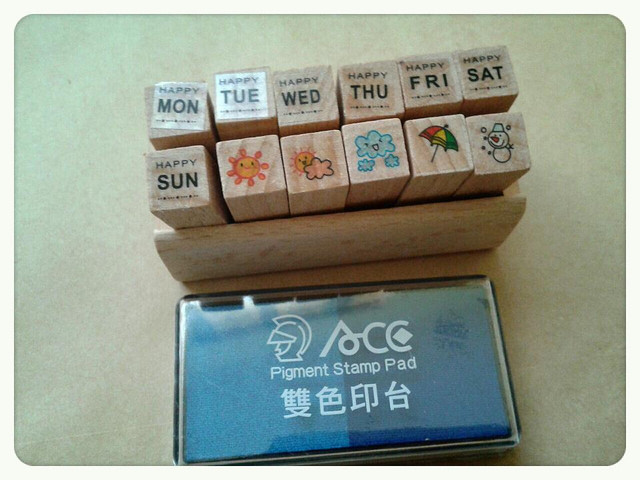 HAPPY
MON
HAPPY
TUE
HAPPY
WED
HAPPY
THU
HAPPY
FRI
HAPPY
SAT
HAPPY
SUN
ACE
Pigment Stamp Pad
雙色印台